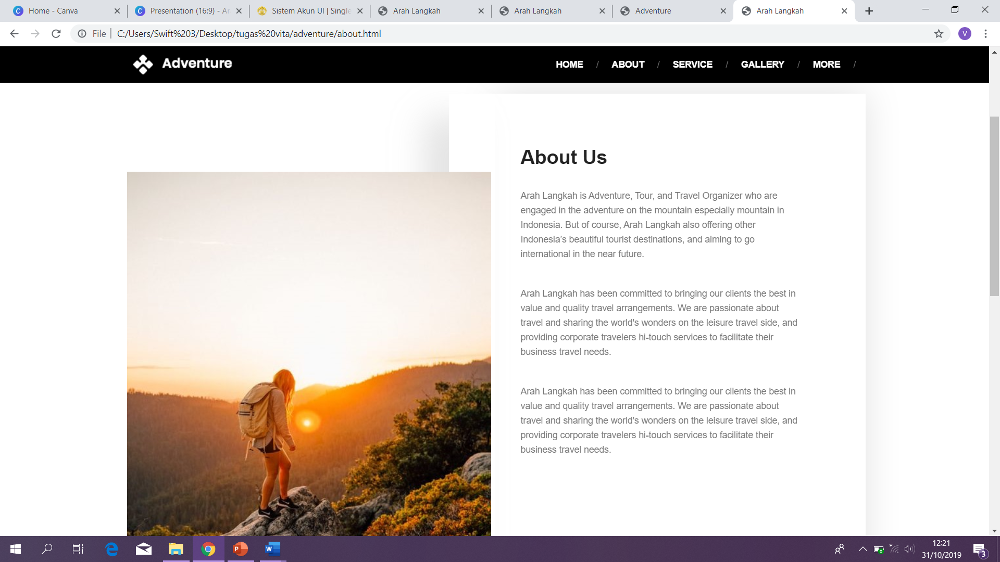 Home - Canva
Presentation (16:9) - Ar
Sistem Akun UI | Single
Arah Langkah
Arah Langkah
Adventure
Arah Langkah
File
C:/Users/Swift%203/Desktop/tugas%20vita/adventure/about.html
V
Adventure
HOME / ABOUT / SERVICE / GALLERY / MORE /
About Us
Arah Langkah is Adventure, Tour, and Travel Organizer who are
engaged in the adventure on the mountain especially mountain in
Indonesia. But of course, Arah Langkah also offering other
Indonesia’s beautiful tourist destinations, and aiming to go
international in the near future.
Arah Langkah has been committed to bringing our clients the best in
value and quality travel arrangements. We are passionate about
travel and sharing the world's wonders on the leisure travel side, and
providing corporate travelers hi-touch services to facilitate their
business travel needs.
Arah Langkah has been committed to bringing our clients the best in
value and quality travel arrangements. We are passionate about
travel and sharing the world's wonders on the leisure travel side, and
providing corporate travelers hi-touch services to facilitate their
business travel needs.
12:21
31/10/2019
3